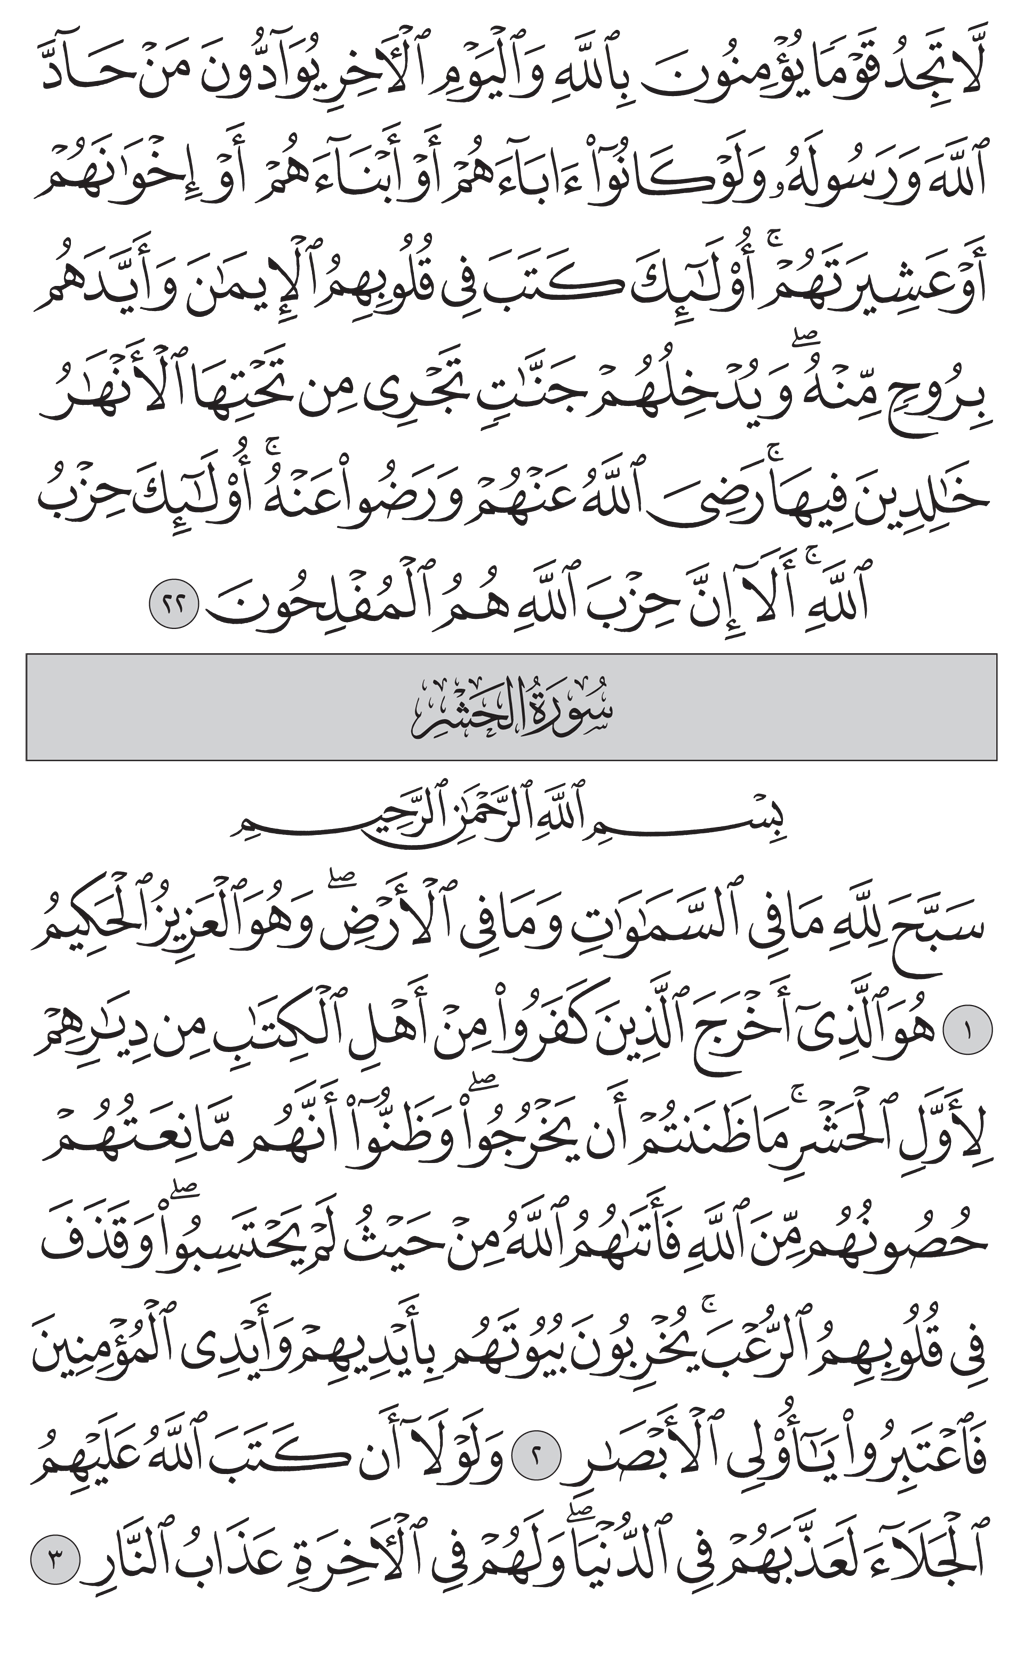 لَّا تَجِدُ قَوْمًا يُؤْمِنُونَ بِٱللَّهِ وَٱلْيَوْمِ ٱلْـَٔاخِرِ يُوَآدُّونَ مَنْ حَآدَّ
ٱللَّهَ وَرَسُولَهُۥ وَلَوْ كَانُوٓا۟ ءَابَآءَهُمْ أَوْ أَبْنَآءَهُمْ أَوْ إِخْوَٰنَهُمْ
أَوْ عَشِيرَتَهُمْ ۚ أُو۟لَـٰٓئِكَ كَتَبَ فِى قُلُوبِهِمُ ٱلْإِيمَـٰنَ وَأَيَّدَهُم
بِرُوحٍ مِّنْهُ ۖ وَيُدْخِلُهُمْ جَنَّـٰتٍ تَجْرِى مِن تَحْتِهَا ٱلْأَنْهَـٰرُ
خَـٰلِدِينَ فِيهَا ۚ رَضِىَ ٱللَّهُ عَنْهُمْ وَرَضُوا۟ عَنْهُ ۚ أُو۟لَـٰٓئِكَ حِزْبُ
ٱللَّهِ ۚ أَلَآ إِنَّ حِزْبَ ٱللَّهِ هُمُ ٱلْمُفْلِحُونَ ٢٢
سُورَةُ الحَشْرِ
بِسْمِ ٱللَّهِ ٱلرَّحْمَـٰنِ ٱلرَّحِيمِ
سَبَّحَ لِلَّهِ مَا فِى ٱلسَّمَـٰوَٰتِ وَمَا فِى ٱلْأَرْضِ ۖ وَهُوَ ٱلْعَزِيزُ ٱلْحَكِيمُ
١ هُوَ ٱلَّذِىٓ أَخْرَجَ ٱلَّذِينَ كَفَرُوا۟ مِنْ أَهْلِ ٱلْكِتَـٰبِ مِن دِيَـٰرِهِمْ
لِأَوَّلِ ٱلْحَشْرِ ۚ مَا ظَنَنتُمْ أَن يَخْرُجُوا۟ ۖ وَظَنُّوٓا۟ أَنَّهُم مَّانِعَتُهُمْ
حُصُونُهُم مِّنَ ٱللَّهِ فَأَتَىٰهُمُ ٱللَّهُ مِنْ حَيْثُ لَمْ يَحْتَسِبُوا۟ ۖ وَقَذَفَ
فِى قُلُوبِهِمُ ٱلرُّعْبَ ۚ يُخْرِبُونَ بُيُوتَهُم بِأَيْدِيهِمْ وَأَيْدِى ٱلْمُؤْمِنِينَ
فَٱعْتَبِرُوا۟ يَـٰٓأُو۟لِى ٱلْأَبْصَـٰرِ ٢ وَلَوْلَآ أَن كَتَبَ ٱللَّهُ عَلَيْهِمُ
ٱلْجَلَآءَ لَعَذَّبَهُمْ فِى ٱلدُّنْيَا ۖ وَلَهُمْ فِى ٱلْـَٔاخِرَةِ عَذَابُ ٱلنَّارِ ٣